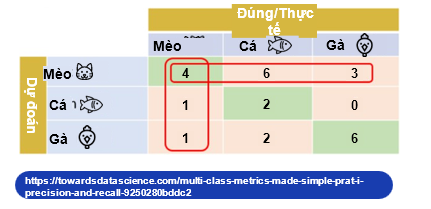 Đúng/Thực
tế
Mèo Cá Gà
Dự đoán
Mèo 4 6 3
Cá 1 2 0
Gà 1 2 6
https://towardsdatascience.com/multi-class-metrics-made-simple-prat-i-
precision-and-recall-9250280bddc2